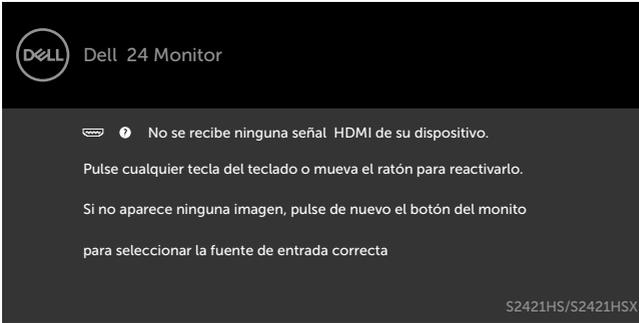 DELL
Dell 24 Monitor
No se recibe ninguna señal HDMI de su dispositivo.
Pulse cualquier tecla del teclado o mueva el ratón para reactivarlo.
Si no aparece ninguna imagen, pulse de nuevo el botón del monito
para seleccionar la fuente de entrada correcta
S2421HS/S2421HSX